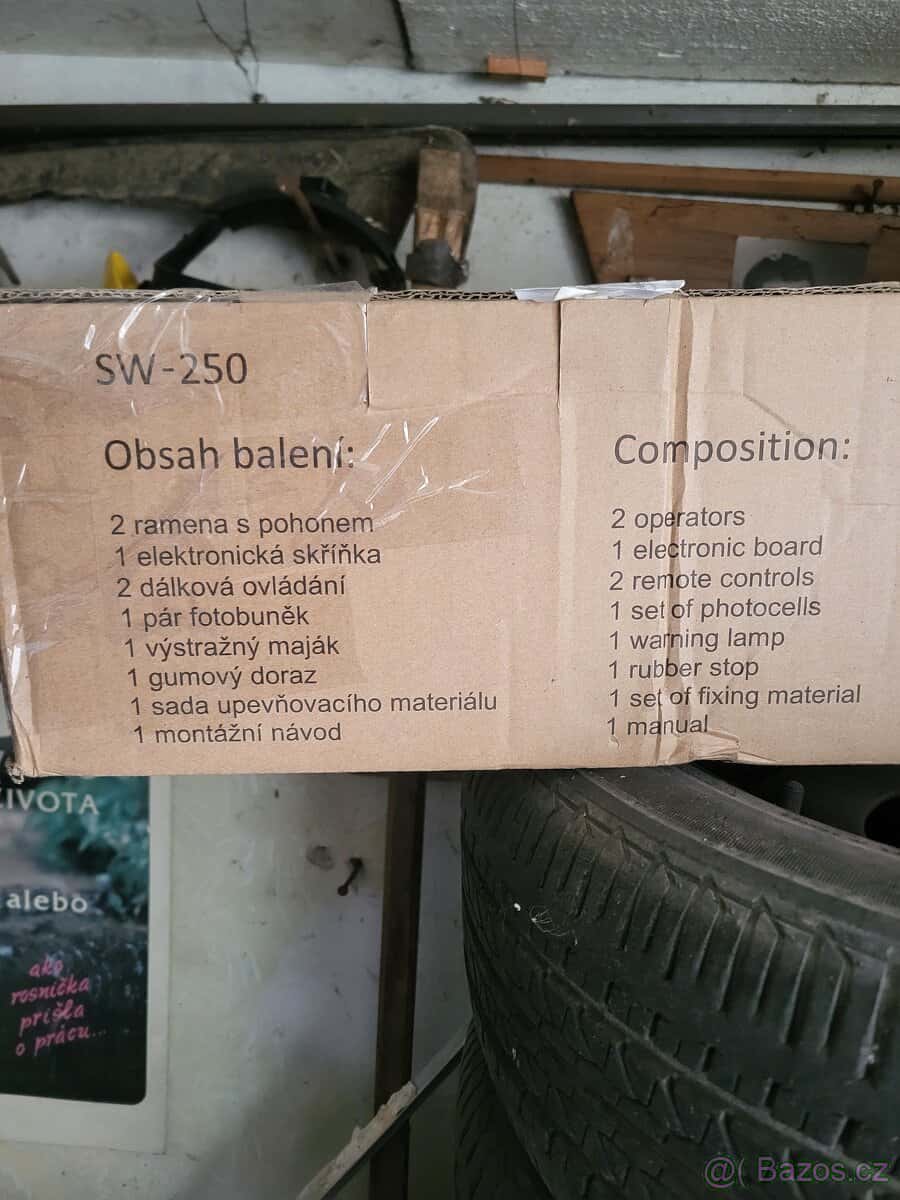 SW-250
Obsah balení:
2 ramena s pohonem
1 elektronická skříňka
2 dálková ovládání
1 pár fotobuněk
1 výstražný maják
1 gumový doraz
1 sada upevňovacího materiálu
1 montážní návod
Composition:
2 operators
1 electronic board
2 remote controls
1 set of photocells
1 warning lamp
1 rubber stop
1 set of fixing material
1 manual
ŽIVOTA
alebo
ako
rosnička
prišla
o prácu...
@( Bazos.cz